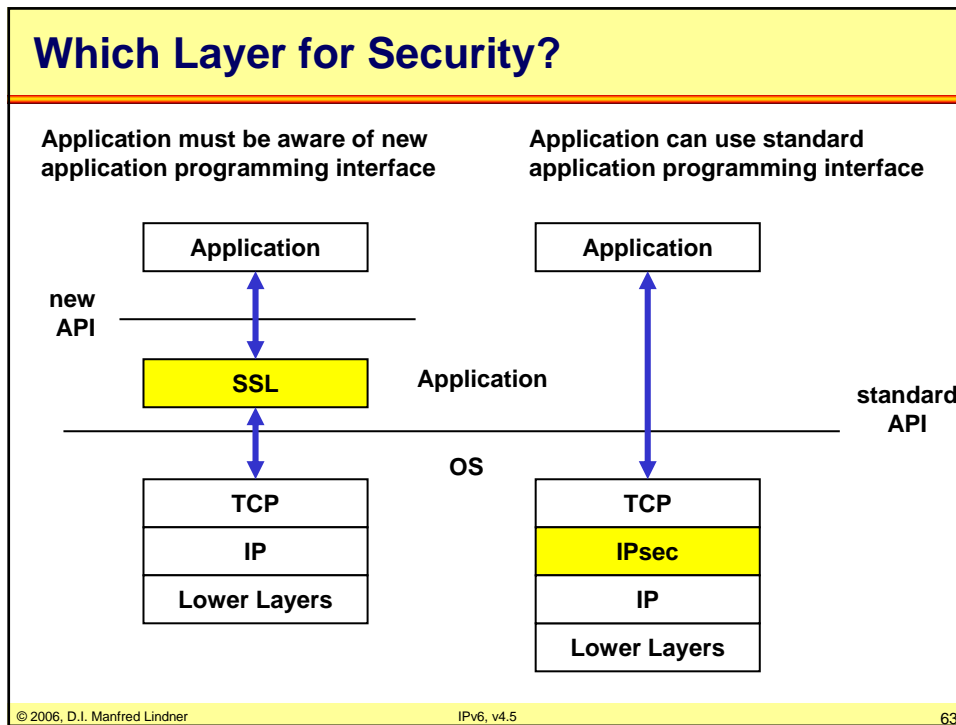 Which Layer for Security?
Application must be aware of new
application programming interface
Application can use standard
application programming interface
Application
Application
new
API
SSL
Application
standard
API
OS
TCP
IP
Lower Layers
TCP
IPsec
IP
Lower Layers
© 2006, D.I. Manfred Lindner
IPv6, v4.5
63